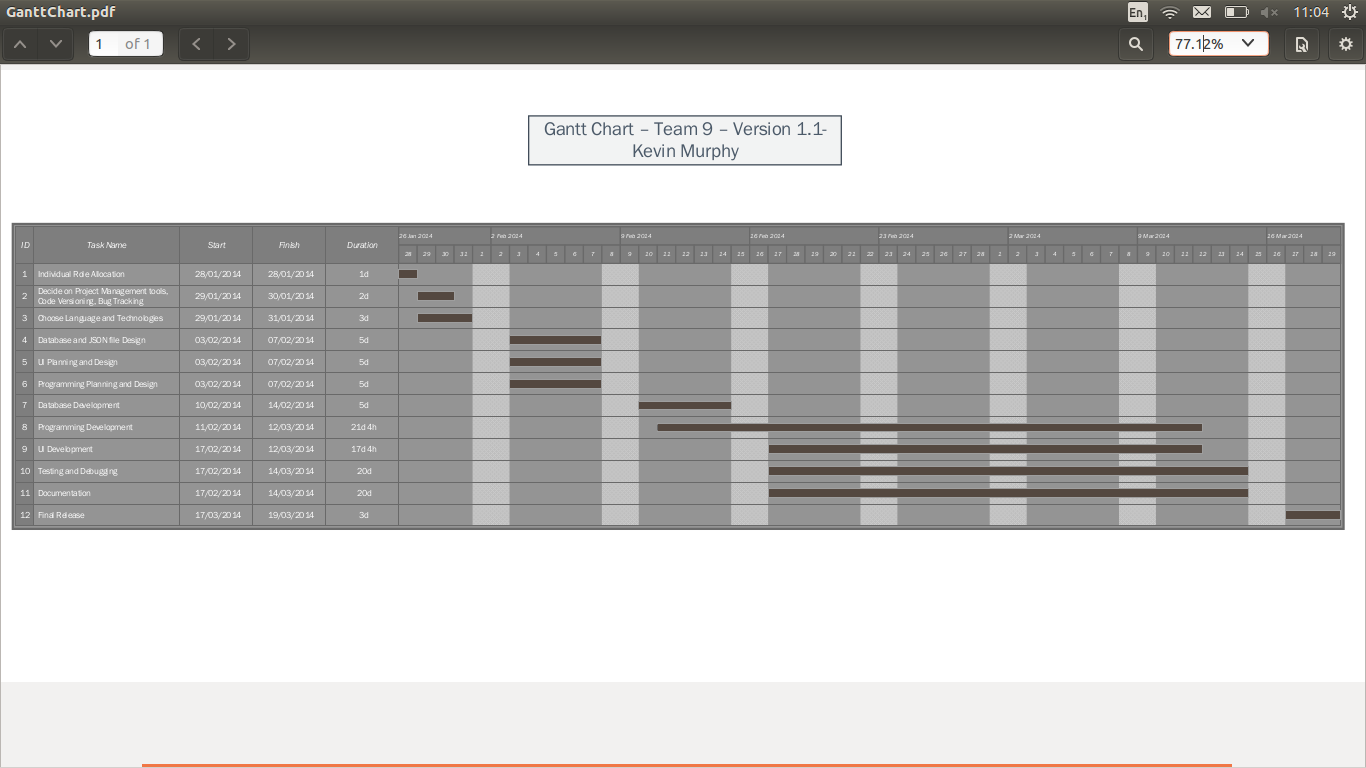 GanttChart.pdf
En1 11:04
1 of 1 77.12%
Gantt Chart – Team 9 – Version 1.1-
Kevin Murphy
26 Jan 2014 2 Feb 2014 9 Feb 2014 16 Feb 2014 23 Feb 2014 2 Mar 2014 9 Mar 2014 16 Mar 2014
ID Task Name Start Finish Duration
28 29 30 31 1 2 3 4 5 6 7 8 9 10 11 12 13 14 15 16 17 18 19 20 21 22 23 24 25 26 27 28 1 2 3 4 5 6 7 8 9 10 11 12 13 14 15 16 17 18 19
1 Individual Role Allocation 28/01/2014 28/01/2014 1d
2 Decide on Project Management tools, 29/01/2014 30/01/2014 2d
Code Versioning, Bug Tracking
3 Choose Language and Technologies 29/01/2014 31/01/2014 3d
4 Database and JSON file Design 03/02/2014 07/02/2014 5d
5 UI Planning and Design 03/02/2014 07/02/2014 5d
6 Programming Planning and Design 03/02/2014 07/02/2014 5d
7 Database Development 10/02/2014 14/02/2014 5d
8 Programming Development 11/02/2014 12/03/2014 21d 4h
9 UI Development 17/02/2014 12/03/2014 17d 4h
10 Testing and Debugging 17/02/2014 14/03/2014 20d
11 Documentation 17/02/2014 14/03/2014 20d
12 Final Release 17/03/2014 19/03/2014 3d